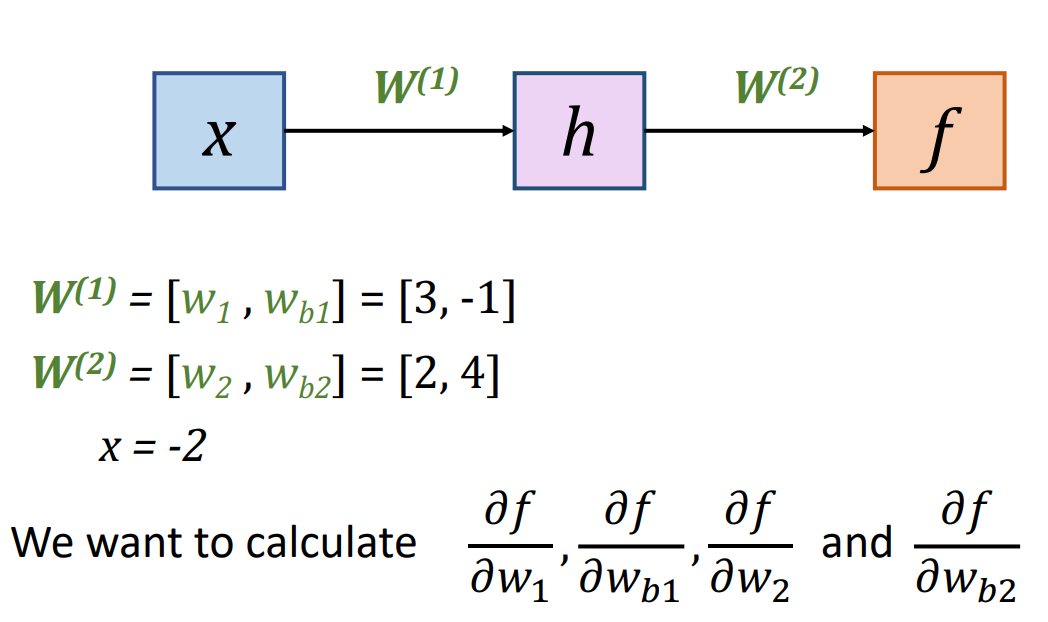 W(1) W(2)
x h f
W(1) = [w1 , wb1] = [3, -1]
W(2) = [w2 , wb2] = [2, 4]
x = -2
We want to calculate ∂f/∂w1 , ∂f/∂wb1 , ∂f/∂w2 and ∂f/∂wb2